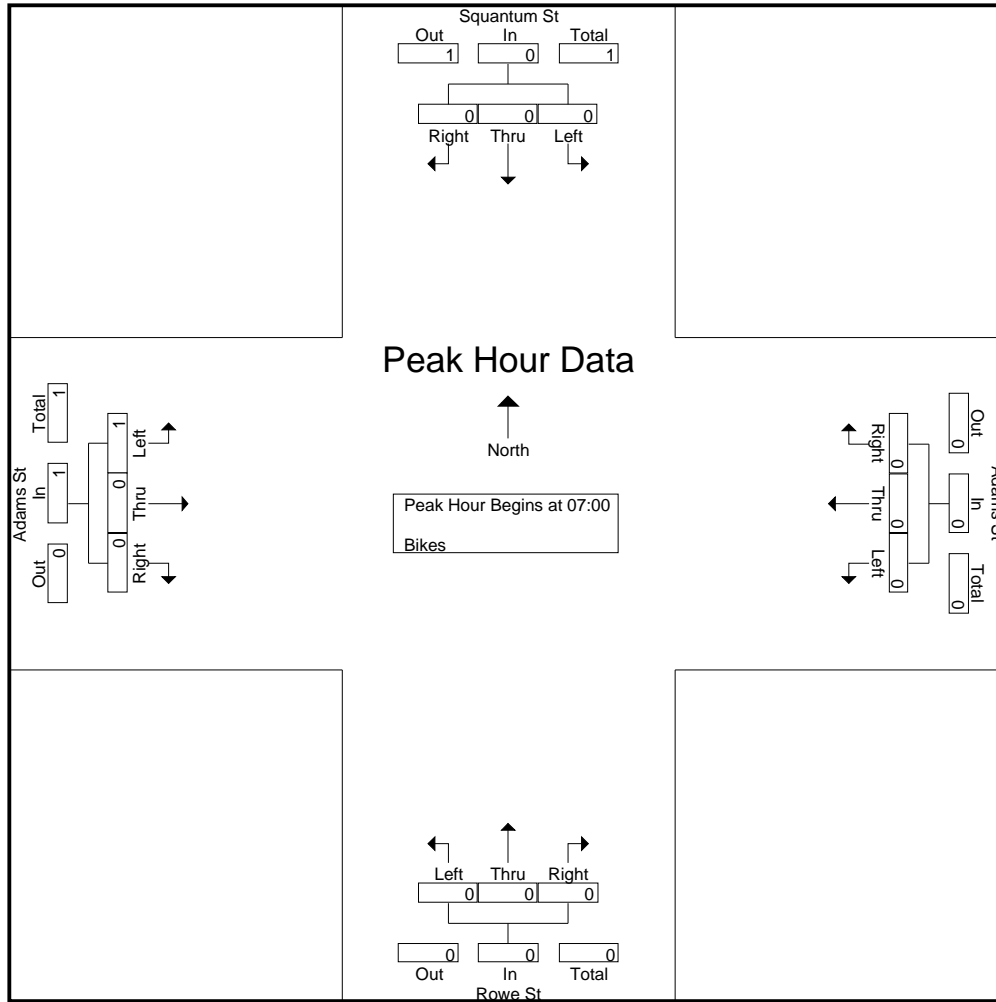 Squantum St
Out In Total
1 0 1
0 0 0
Right Thru Left
Peak Hour Data
North
Peak Hour Begins at 07:00
Bikes
Adams St
Total In Out
1 1 0
1 0 0
Left Thru Right
Adams St
Out In Total
0 0 0
0 0 0
Right Thru Left
Left Thru Right
0 0 0
0 0 0
Out In Total
Rowe St